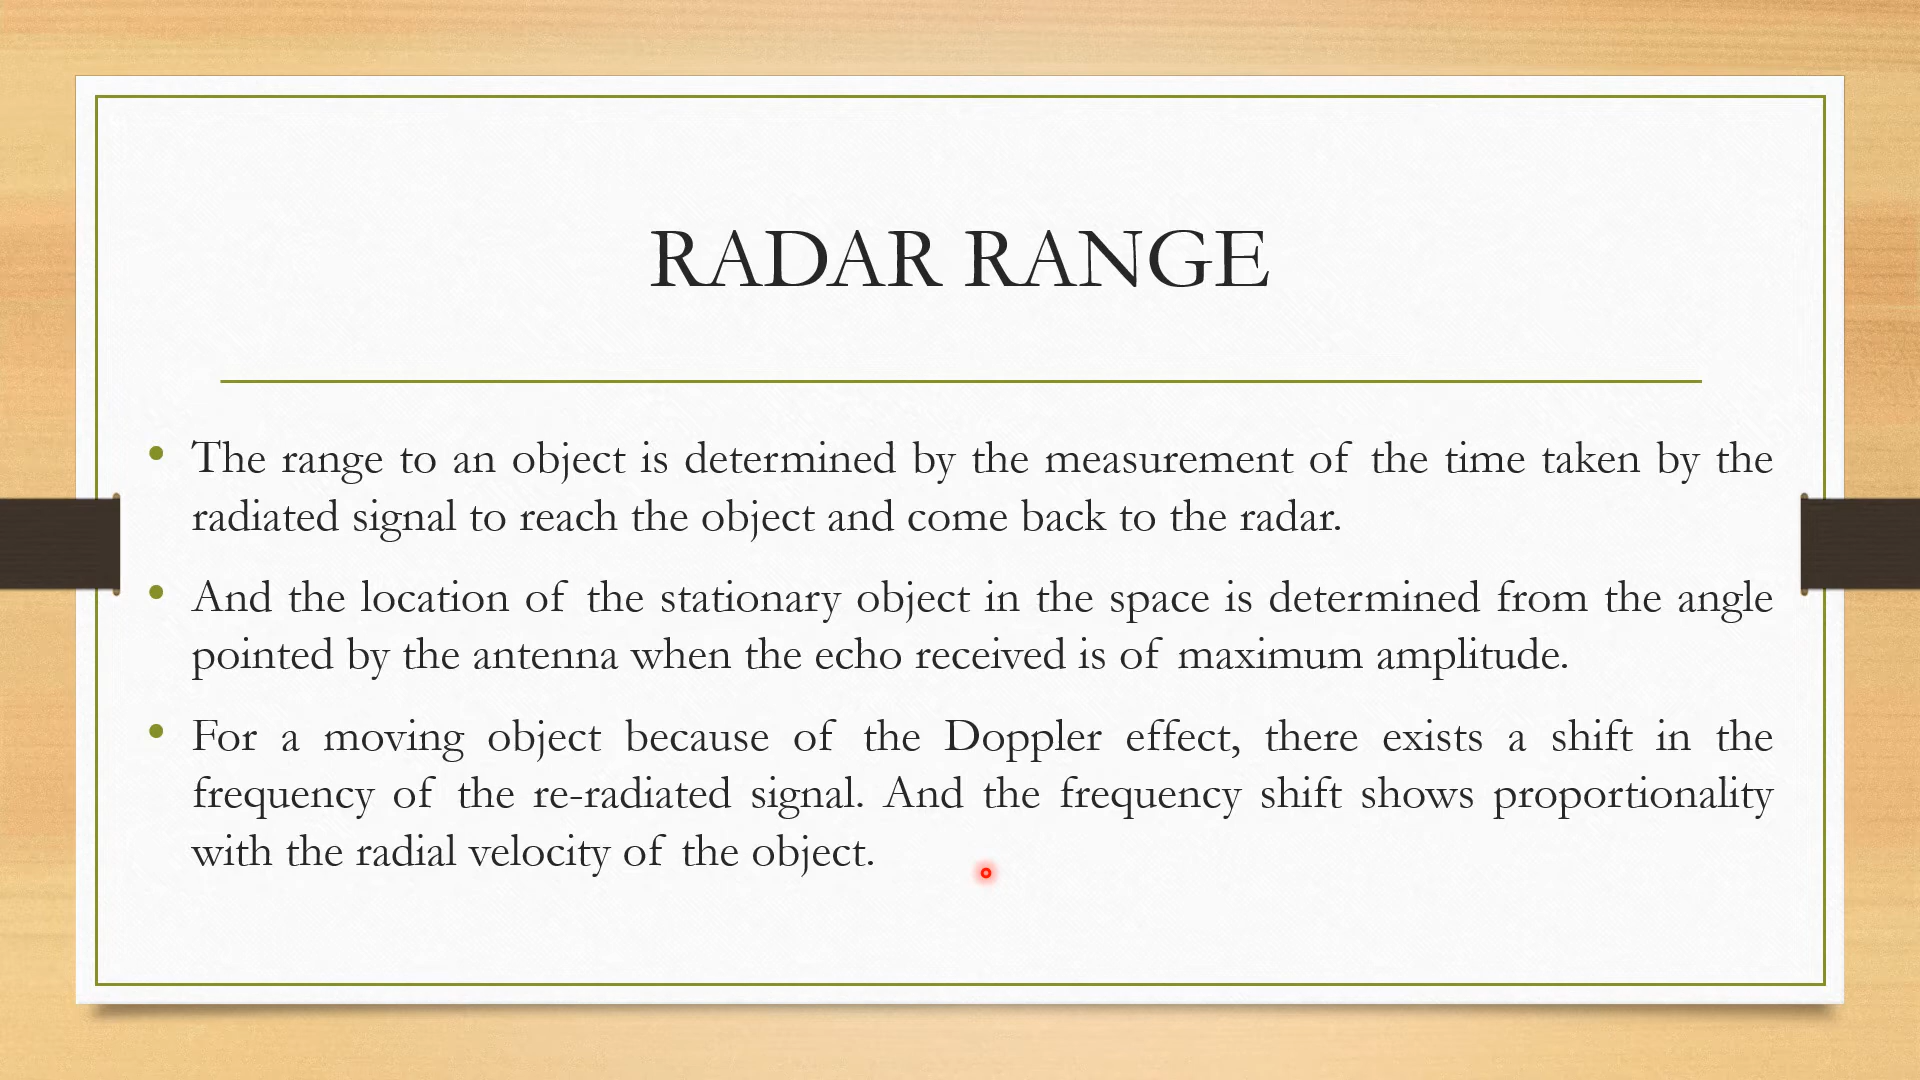 RADAR RANGE
The range to an object is determined by the measurement of the time taken by the
radiated signal to reach the object and come back to the radar.
And the location of the stationary object in the space is determined from the angle
pointed by the antenna when the echo received is of maximum amplitude.
For a moving object because of the Doppler effect, there exists a shift in the
frequency of the re-radiated signal. And the frequency shift shows proportionality
with the radial velocity of the object.